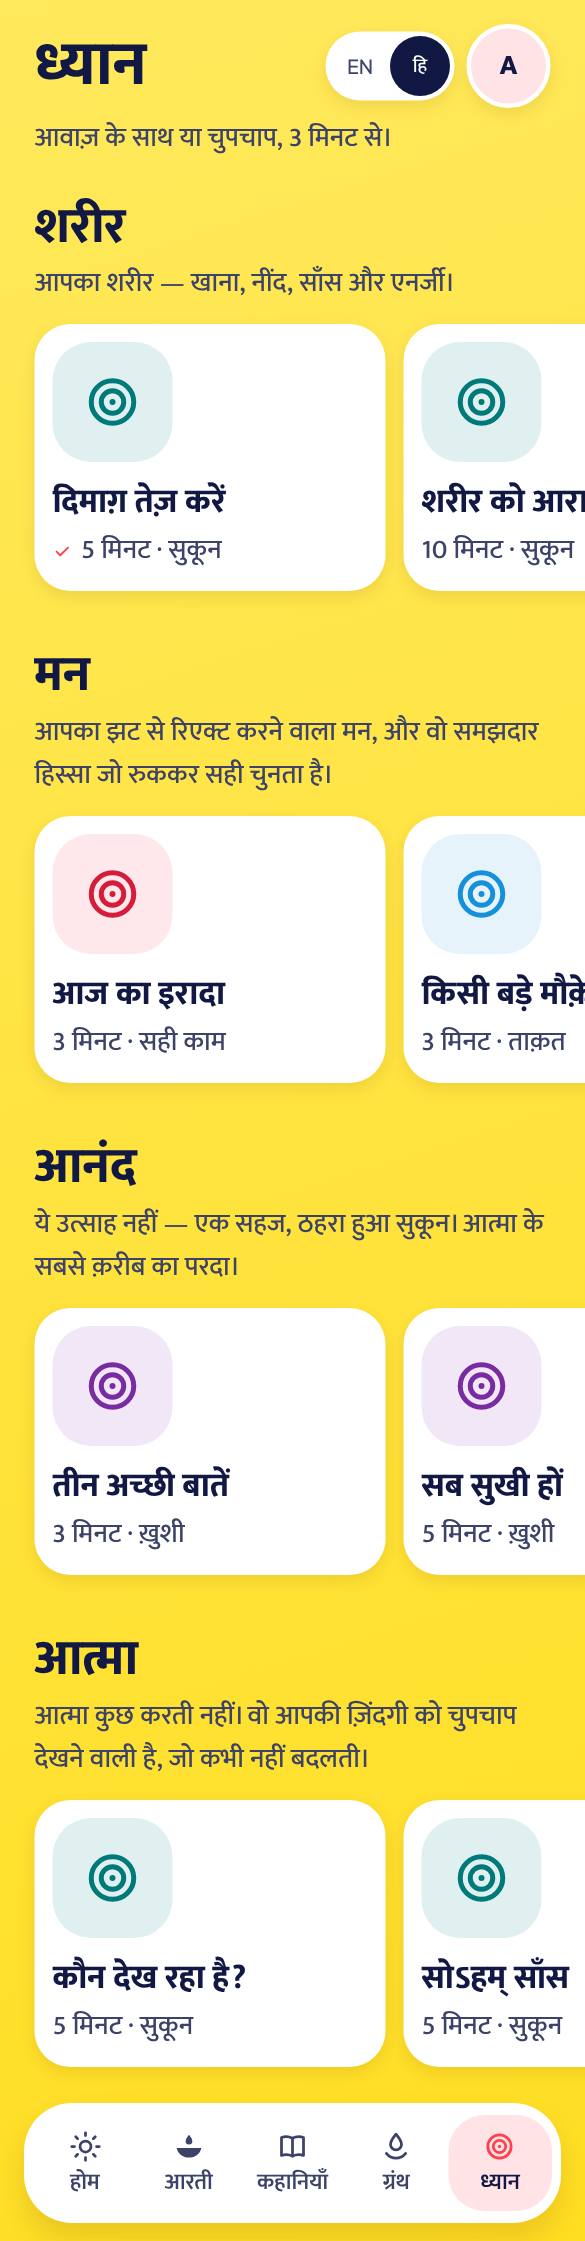 ध्यान
EN हि A
आवाज़ के साथ या चुपचाप, 3 मिनट से।
शरीर
आपका शरीर — खाना, नींद, साँस और एनर्जी।
दिमाग़ तेज़ करें
5 मिनट · सुकून
शरीर को
10 मिनट · सुकून
मन
आपका झट से रिएक्ट करने वाला मन, और वो समझदार
हिस्सा जो रुककर सही चुनता है।
आज का इरादा
3 मिनट · सही काम
किसी बड़े
3 मिनट · ताक़त
आनंद
ये उत्साह नहीं — एक सहज, ठहरा हुआ सुकून। आत्मा के
सबसे क़रीब का परदा।
तीन अच्छी बातें
3 मिनट · ख़ुशी
सब सुखी हों
5 मिनट · ख़ुशी
आत्मा
आत्मा कुछ करती नहीं। वो आपकी ज़िंदगी को चुपचाप
देखने वाली है, जो कभी नहीं बदलती।
कौन देख रहा है?
5 मिनट · सुकून
सोऽहम् साँस
5 मिनट · सुकून
होम आरती कहानियाँ ग्रंथ ध्यान